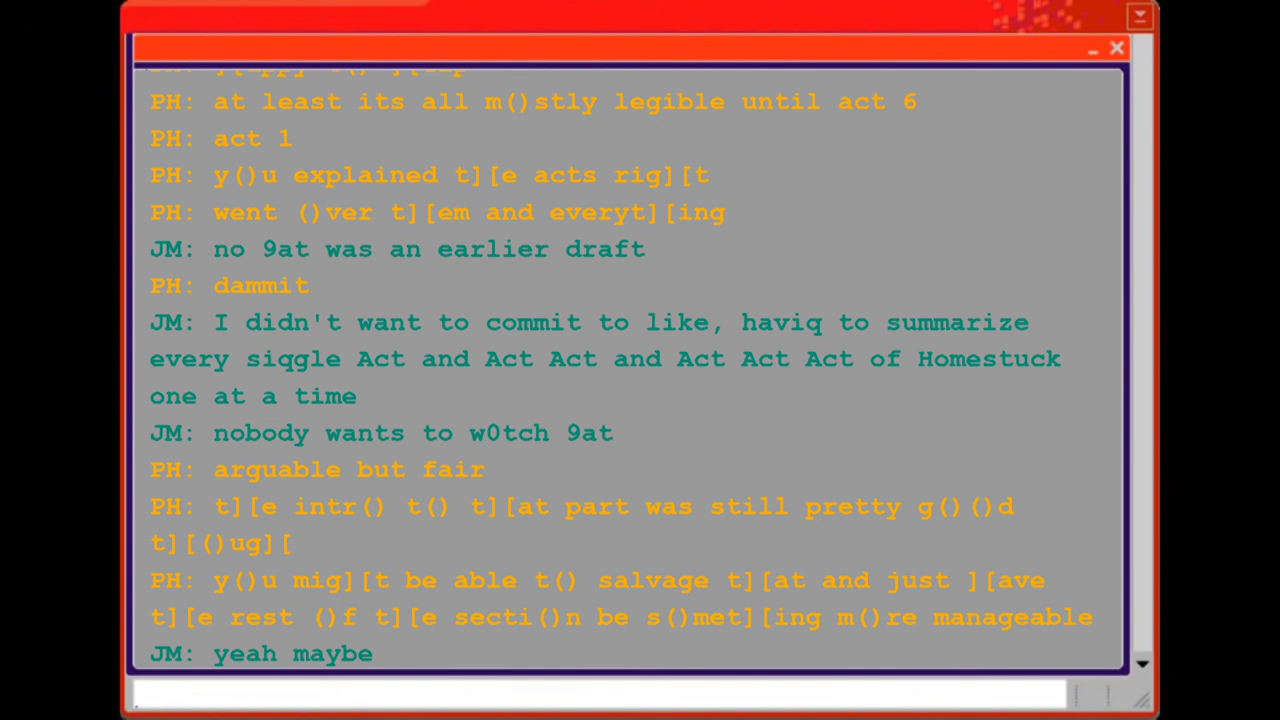 PH: at least its all m()stly legible until act 6
PH: act 1
PH: y()u explained t][e acts rig][t
PH: went ()ver t][em and everyt][ing
JM: no 9at was an earlier draft
PH: dammit
JM: I didn't want to commit to like, haviq to summarize
every siqgle Act and Act Act and Act Act Act of Homestuck
one at a time
JM: nobody wants to w0tch 9at
PH: arguable but fair
PH: t][e intr() t() t][at part was still pretty g()()d
t][()ug][
PH: y()u mig][t be able t() salvage t][at and just ][ave
t][e rest ()f t][e secti()n be s()met][ing m()re manageable
JM: yeah maybe